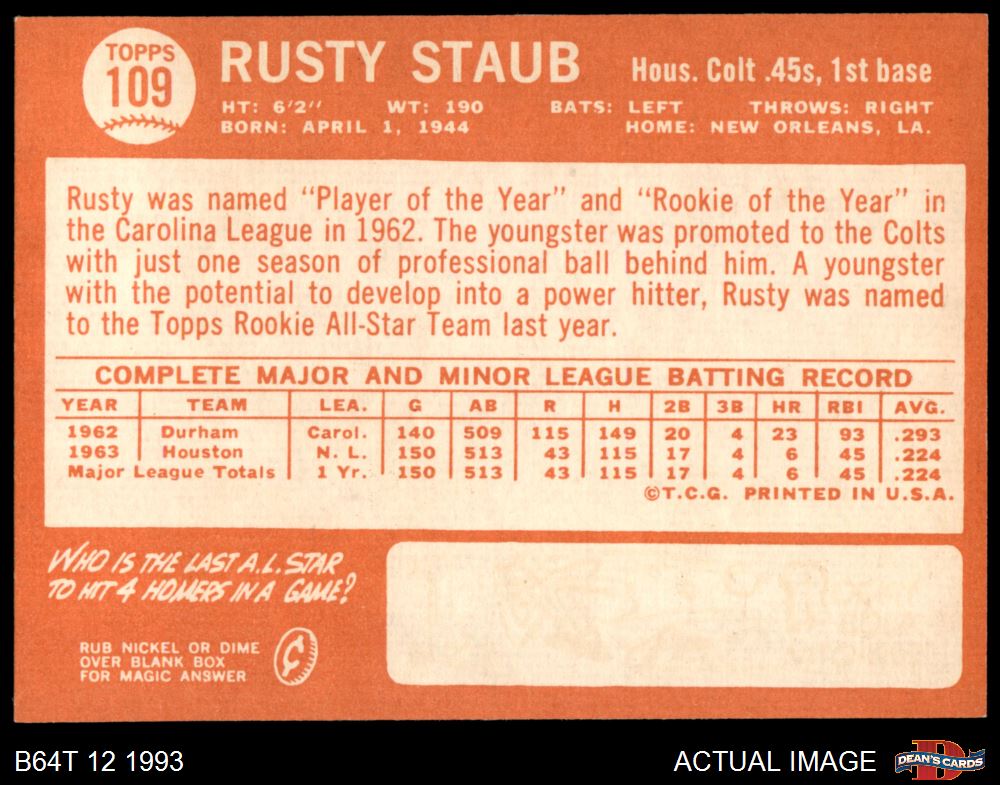 TOPPS
109
RUSTY STAUB
Hous. Colt .45s, 1st base
HT: 6'2" WT: 190 BATS: LEFT THROWS: RIGHT
BORN: APRIL 1, 1944 HOME: NEW ORLEANS, LA.
Rusty was named "Player of the Year" and "Rookie of the Year" in
the Carolina League in 1962. The youngster was promoted to the Colts
with just one season of professional ball behind him. A youngster
with the potential to develop into a power hitter, Rusty was named
to the Topps Rookie All-Star Team last year.
COMPLETE MAJOR AND MINOR LEAGUE BATTING RECORD
YEAR TEAM LEA. G AB R H 2B 3B HR RBI AVG.
1962 Durham Carol. 140 509 115 149 20 4 23 93 .293
1963 Houston N. L. 150 513 43 115 17 4 6 45 .224
Major League Totals 1 Yr. 150 513 43 115 17 4 6 45 .224
©T.C.G. PRINTED IN U.S.A.
WHO IS THE LAST A.L. STAR
TO HIT 4 HOMERS IN A GAME?
RUB NICKEL OR DIME
OVER BLANK BOX
FOR MAGIC ANSWER
¢
B64T 12 1993
ACTUAL IMAGE
D
DEAN'S CARDS